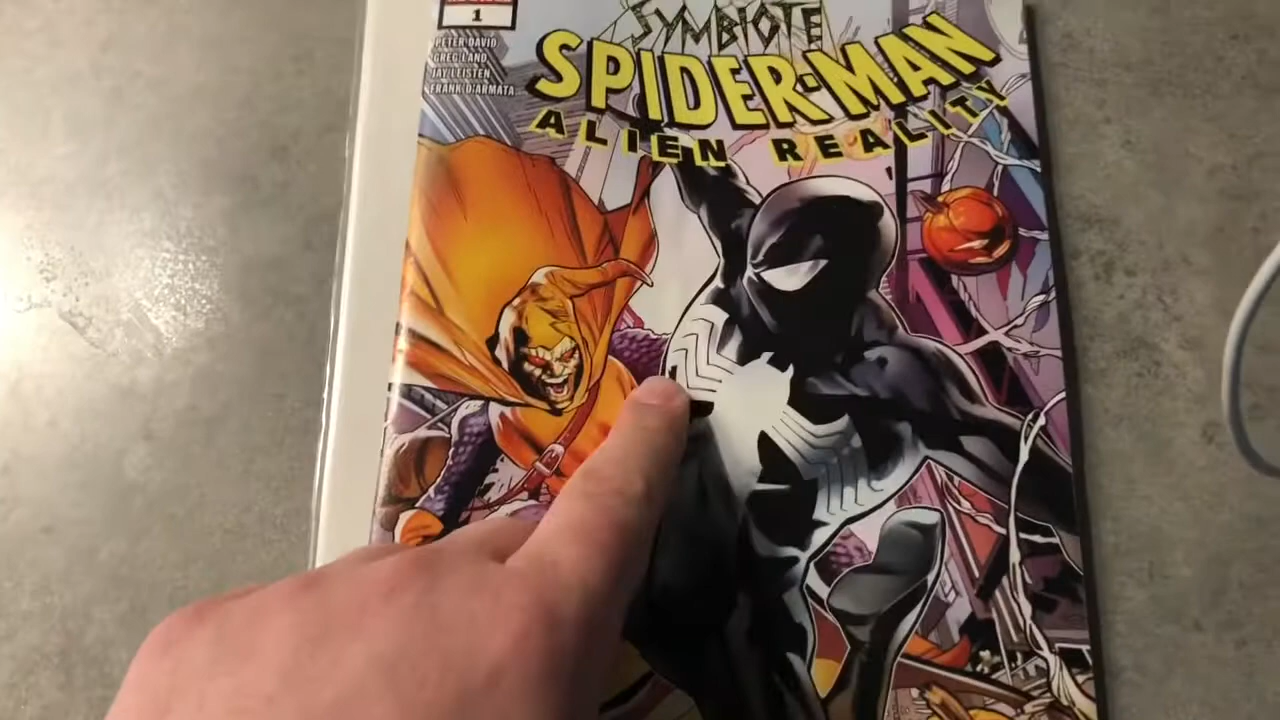 1
PETER DAVID
GREG LAND
JAY LEISTEN
FRANK D'ARMATA
SYMBIOTE
SPIDER-MAN
ALIEN REALITY